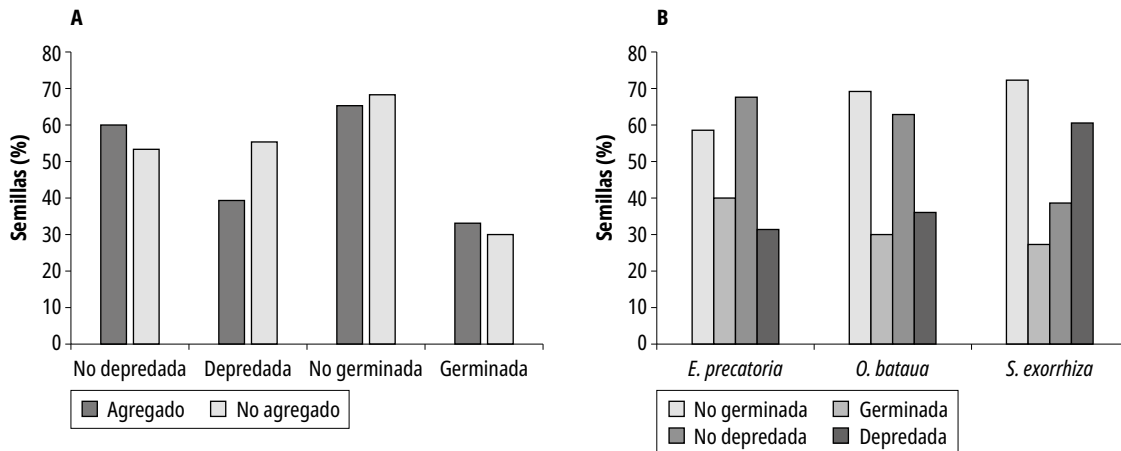 A
Semillas (%)
80
70
60
50
40
30
20
10
0
No depredada Depredada No germinada Germinada
Agregado No agregado
B
Semillas (%)
80
70
60
50
40
30
20
10
0
E. precatoria O. bataua S. exorrhiza
No germinada Germinada
No depredada Depredada